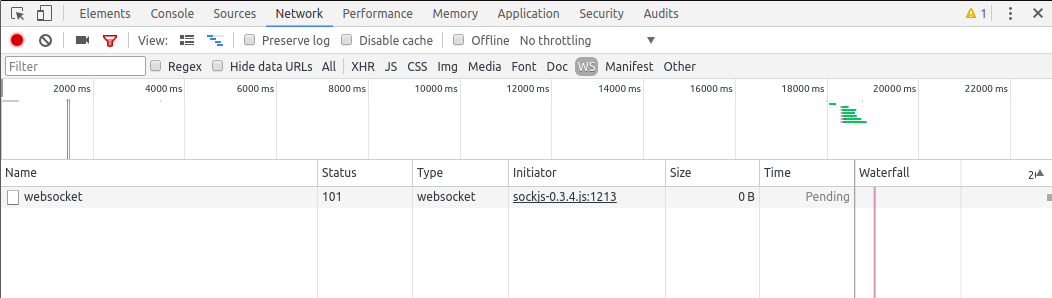 Elements Console Sources Network Performance Memory Application Security Audits 1
View: Preserve log Disable cache Offline No throttling
Filter Regex Hide data URLs All XHR JS CSS Img Media Font Doc WS Manifest Other
2000 ms 4000 ms 6000 ms 8000 ms 10000 ms 12000 ms 14000 ms 16000 ms 18000 ms 20000 ms 22000 ms
Name Status Type Initiator Size Time Waterfall
websocket 101 websocket sockjs-0.3.4.js:1213 0 B Pending